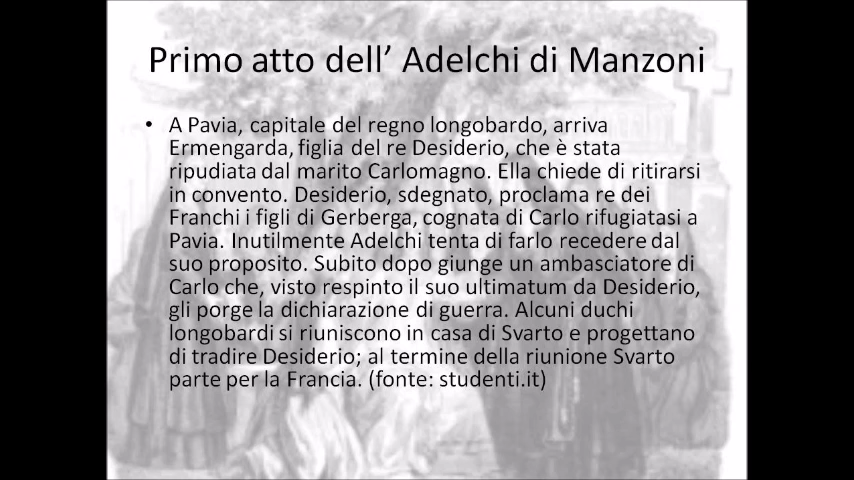 Primo atto dell’ Adelchi di Manzoni
• A Pavia, capitale del regno longobardo, arriva
Ermengarda, figlia del re Desiderio, che è stata
ripudiata dal marito Carlomagno. Ella chiede di ritirarsi
in convento. Desiderio, sdegnato, proclama re dei
Franchi i figli di Gerberga, cognata di Carlo rifugiatasi a
Pavia. Inutilmente Adelchi tenta di farlo recedere dal
suo proposito. Subito dopo giunge un ambasciatore di
Carlo che, visto respinto il suo ultimatum da Desiderio,
gli porge la dichiarazione di guerra. Alcuni duchi
longobardi si riuniscono in casa di Svarto e progettano
di tradire Desiderio; al termine della riunione Svarto
parte per la Francia. (fonte: studenti.it)